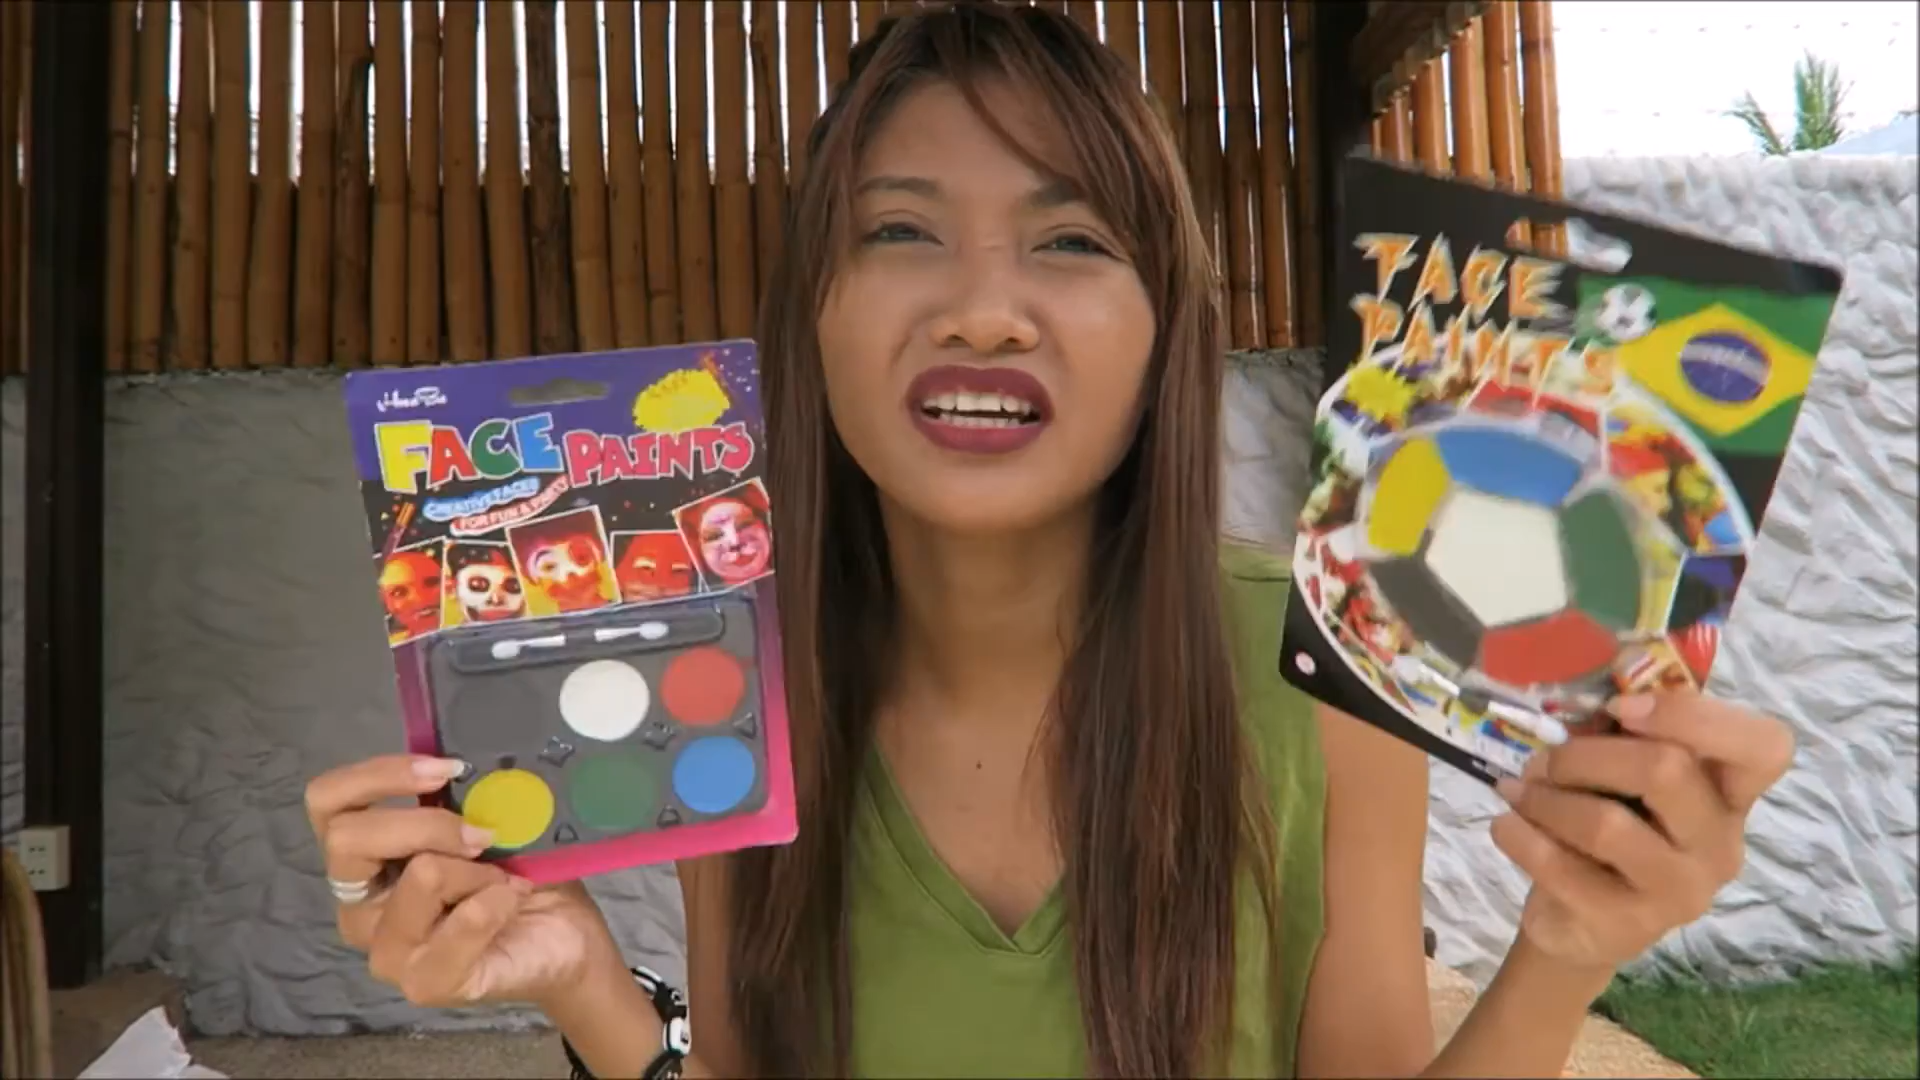 FACE PAINTS
CREATIVE FACES
FOR FUN & PARTY
FACE
PAINTS